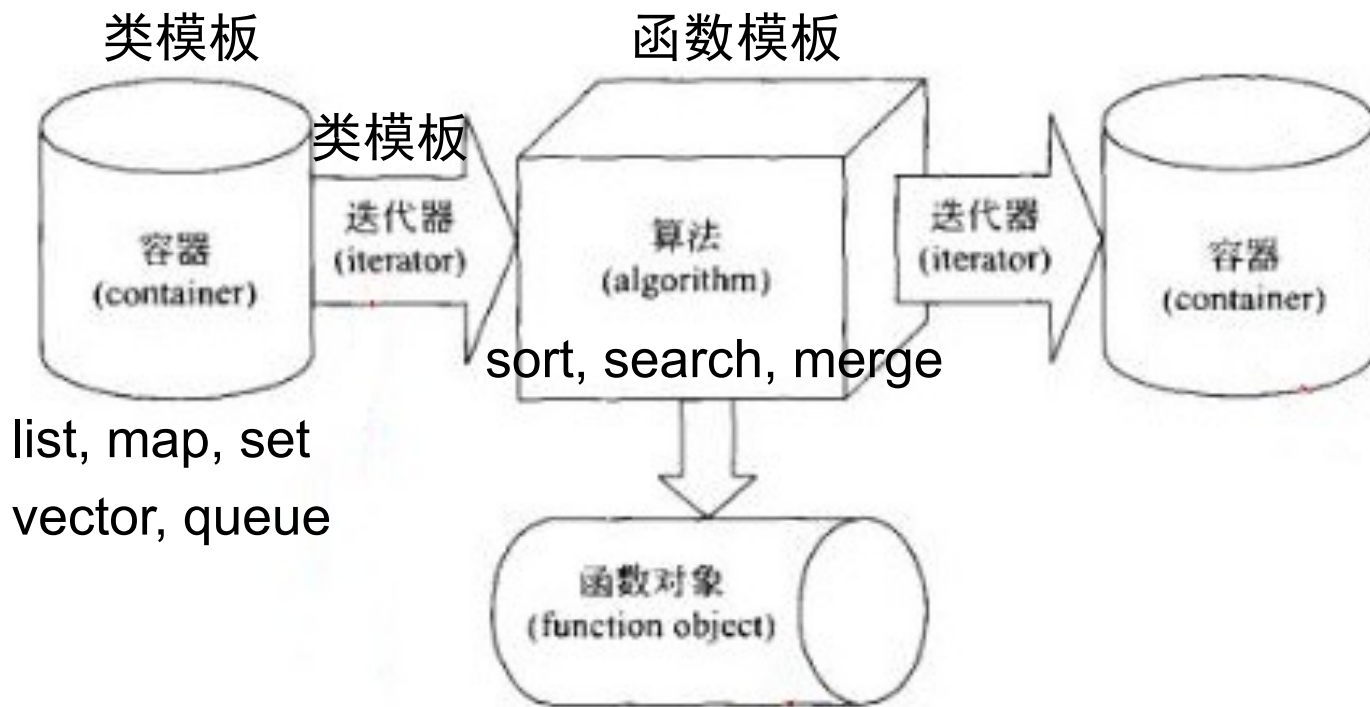 类模板
函数模板
类模板
容器
(container)
迭代器
(iterator)
算法
(algorithm)
迭代器
(iterator)
容器
(container)
sort, search, merge
list, map, set
vector, queue
函数对象
(function object)